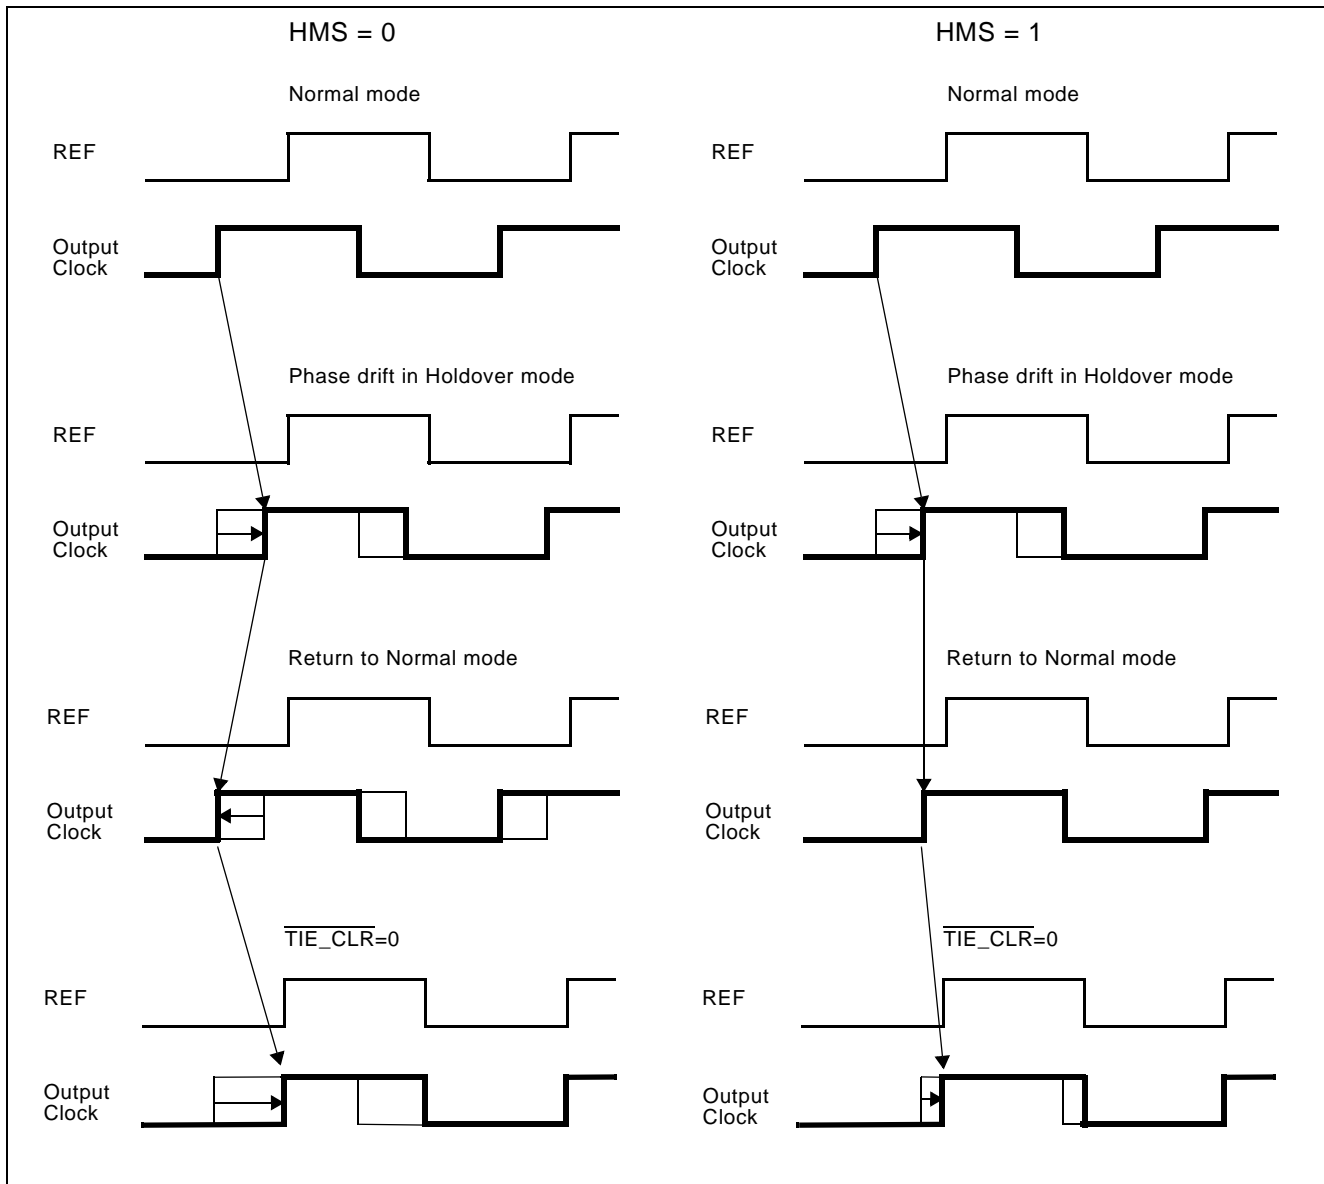 HMS = 0
HMS = 1
Normal mode
Normal mode
REF
REF
Output
Clock
Output
Clock
Phase drift in Holdover mode
Phase drift in Holdover mode
REF
REF
Output
Clock
Output
Clock
Return to Normal mode
Return to Normal mode
REF
REF
Output
Clock
Output
Clock
TIE_CLR=0
TIE_CLR=0
REF
REF
Output
Clock
Output
Clock